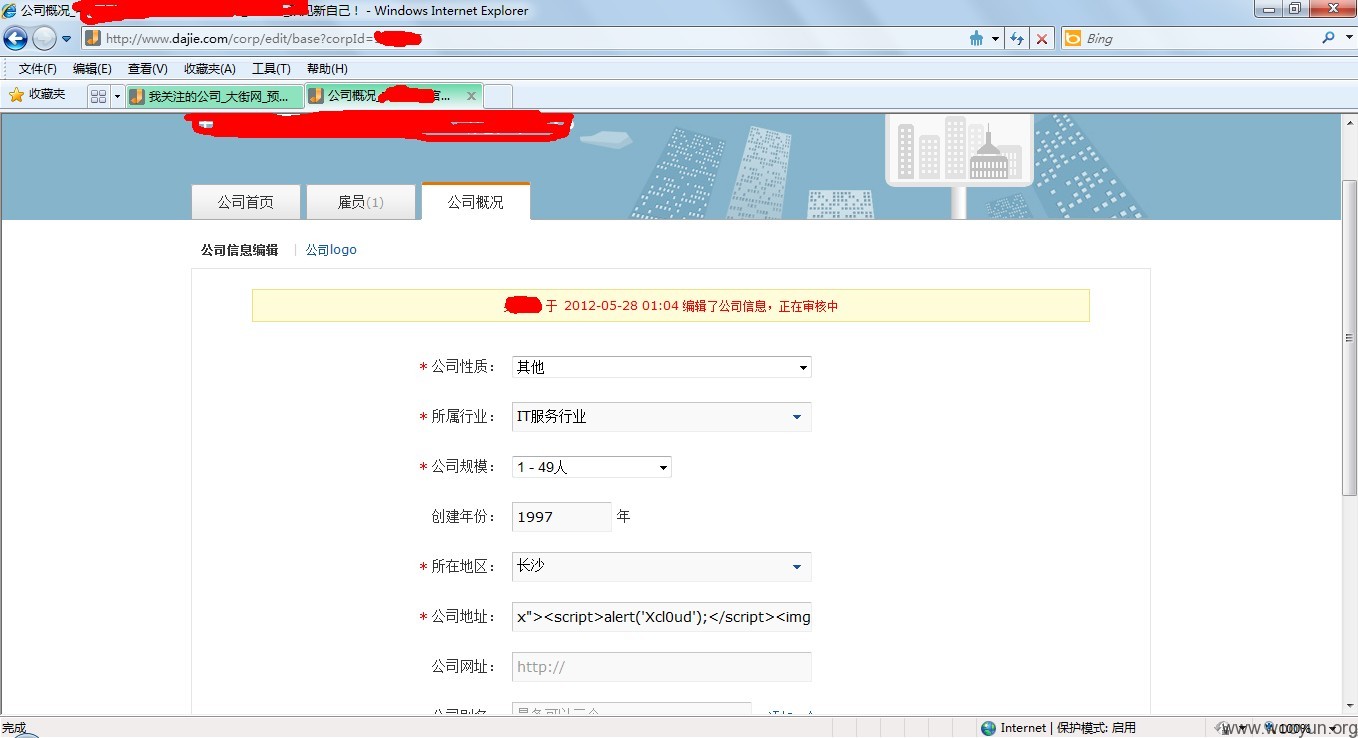 公司概况_ 新自己！ - Windows Internet Explorer
http://www.dajie.com/corp/edit/base?corpId=
Bing
文件(F) 编辑(E) 查看(V) 收藏夹(A) 工具(T) 帮助(H)
收藏夹
我关注的公司_大街网_预...
公司概况_ ...
公司首页
雇员(1)
公司概况
公司信息编辑 | 公司logo
于 2012-05-28 01:04 编辑了公司信息，正在审核中
* 公司性质： 其他
* 所属行业： IT服务行业
* 公司规模： 1 - 49人
创建年份： 1997 年
* 所在地区： 长沙
* 公司地址： x"><script>alert('Xcl0ud');</script><img
公司网址： http://
完成
Internet | 保护模式: 启用
100%
www.wooyun.org